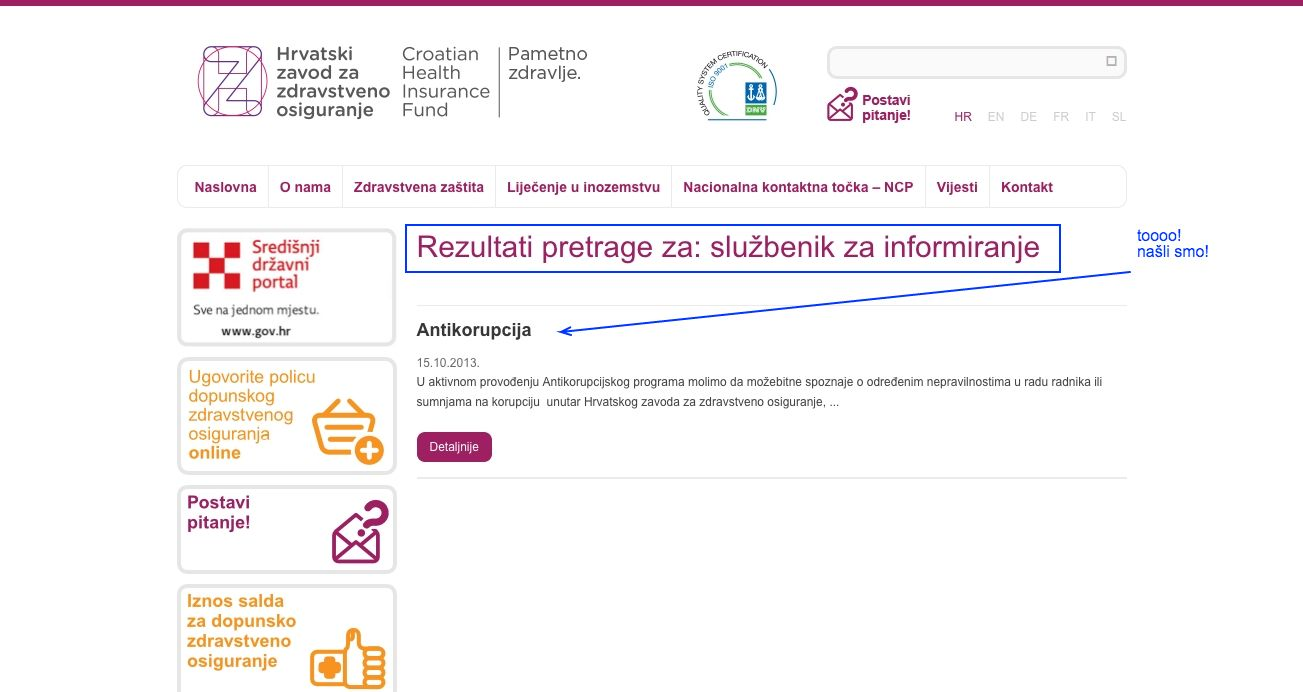 Hrvatski
zavod za
zdravstveno
osiguranje
Croatian
Health
Insurance
Fund
Pametno
zdravlje.
QUALITY SYSTEM CERTIFICATION
ISO 9001
DNV
Postavi
pitanje!
HR EN DE FR IT SL
Naslovna O nama Zdravstvena zaštita Liječenje u inozemstvu Nacionalna kontaktna točka – NCP Vijesti Kontakt
Središnji
državni
portal
Sve na jednom mjestu.
www.gov.hr
Ugovorite policu
dopunskog
zdravstvenog
osiguranja
online
Postavi
pitanje!
Iznos salda
za dopunsko
zdravstveno
osiguranje
Rezultati pretrage za: službenik za informiranje
toooo!
našli smo!
Antikorupcija
15.10.2013.
U aktivnom provođenju Antikorupcijskog programa molimo da možebitne spoznaje o određenim nepravilnostima u radu radnika ili
sumnjama na korupciju unutar Hrvatskog zavoda za zdravstveno osiguranje, ...
Detaljnije